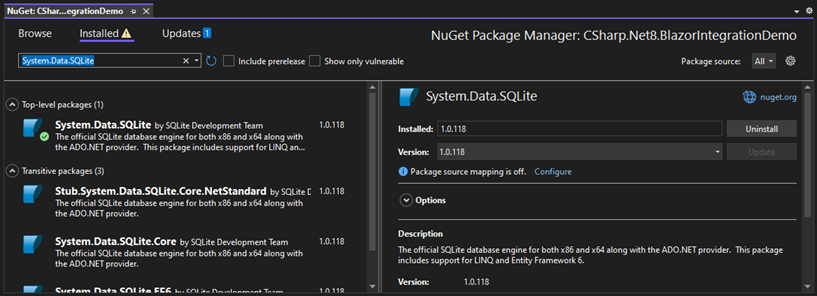 NuGet: CShar...egrationDemo
Browse
Installed
Updates 1
NuGet Package Manager: CSharp.Net8.BlazorIntegrationDemo
System.Data.SQLite
Include prerelease
Show only vulnerable
Package source: All
Top-level packages (1)
System.Data.SQLite by SQLite Development Team 1.0.118
The official SQLite database engine for both x86 and x64 along with
the ADO.NET provider. This package includes support for LINQ an...
Transitive packages (3)
Stub.System.Data.SQLite.Core.NetStandard by SQLite D 1.0.118
The official SQLite database engine for both x86 and x64 along with
the ADO.NET provider.
System.Data.SQLite.Core by SQLite Development Team 1.0.118
The official SQLite database engine for both x86 and x64 along with
the ADO.NET provider.
System.Data.SQLite.EF6 by SQLite Development Team 1.0.118
System.Data.SQLite
nuget.org
Installed: 1.0.118 Uninstall
Version: 1.0.118 Update
Package source mapping is off. Configure
Options
Description
The official SQLite database engine for both x86 and x64 along with the ADO.NET provider. This package
includes support for LINQ and Entity Framework 6.
Version: 1.0.118